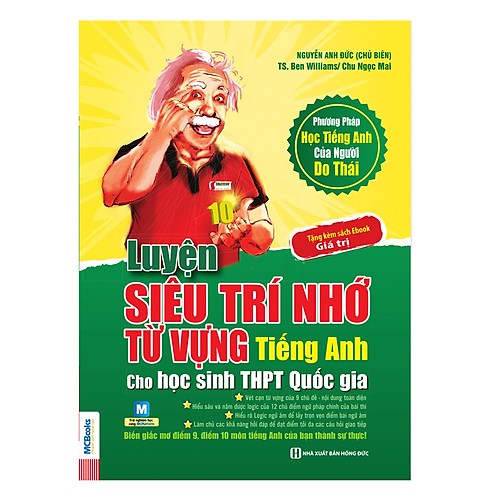 NGUYỄN ANH ĐỨC (CHỦ BIÊN)
TS. Ben Williams/ Chu Ngọc Mai
Phương Pháp
Học Tiếng Anh
Của Người
Do Thái
10
Tặng kèm sách Ebook
Giá trị
Luyện
SIÊU TRÍ NHỚ
TỪ VỰNG Tiếng Anh
Cho học sinh THPT Quốc gia
Vét cạn từ vựng của 9 chủ đề - nội dung toàn diện
Hiểu sâu và nắm được logic của 12 chủ điểm ngữ pháp chinh của bài thi
Hiểu rõ Logic ngữ âm để lấy trọn vẹn điểm bài ngữ âm
Làm chủ các khả năng hỏi đáp để đạt điểm tối đa các câu hỏi giao tiếp
Biến giấc mơ điểm 9, điểm 10 môn tiếng Anh của bạn thành sự thực!
MCBooks
M
NHÀ XUẤT BẢN HỒNG ĐỨC